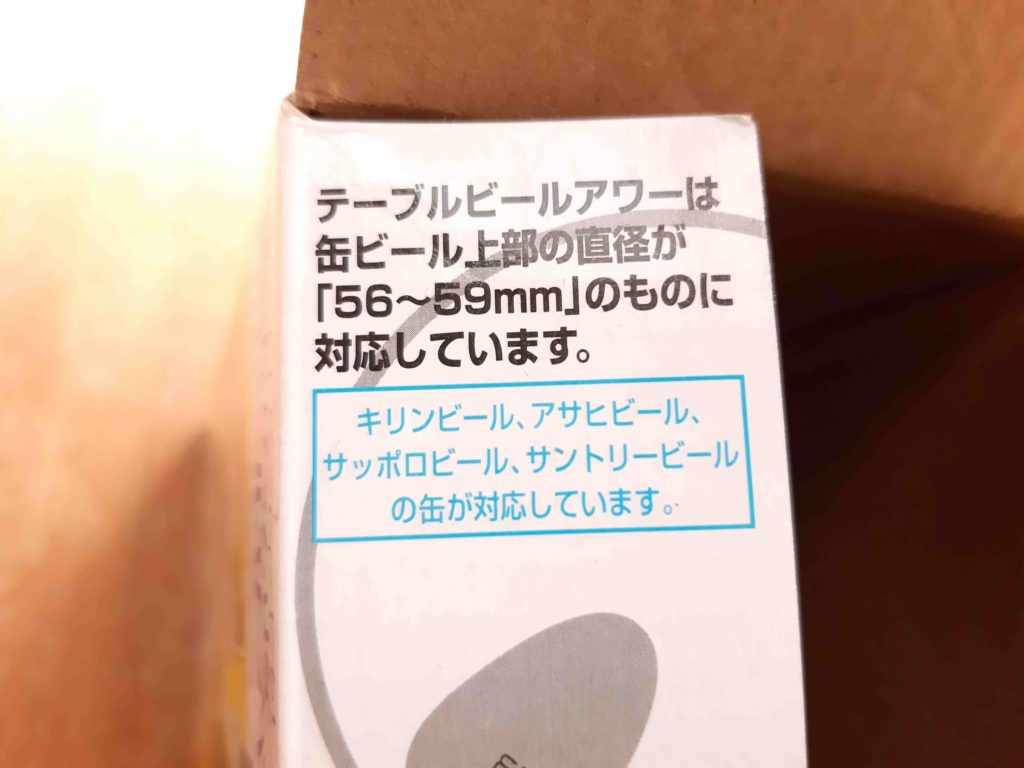 テーブルビールアワーは
缶ビール上部の直径が
「56〜59mm」のものに
対応しています。
キリンビール、アサヒビール、
サッポロビール、サントリービール
の缶が対応しています。